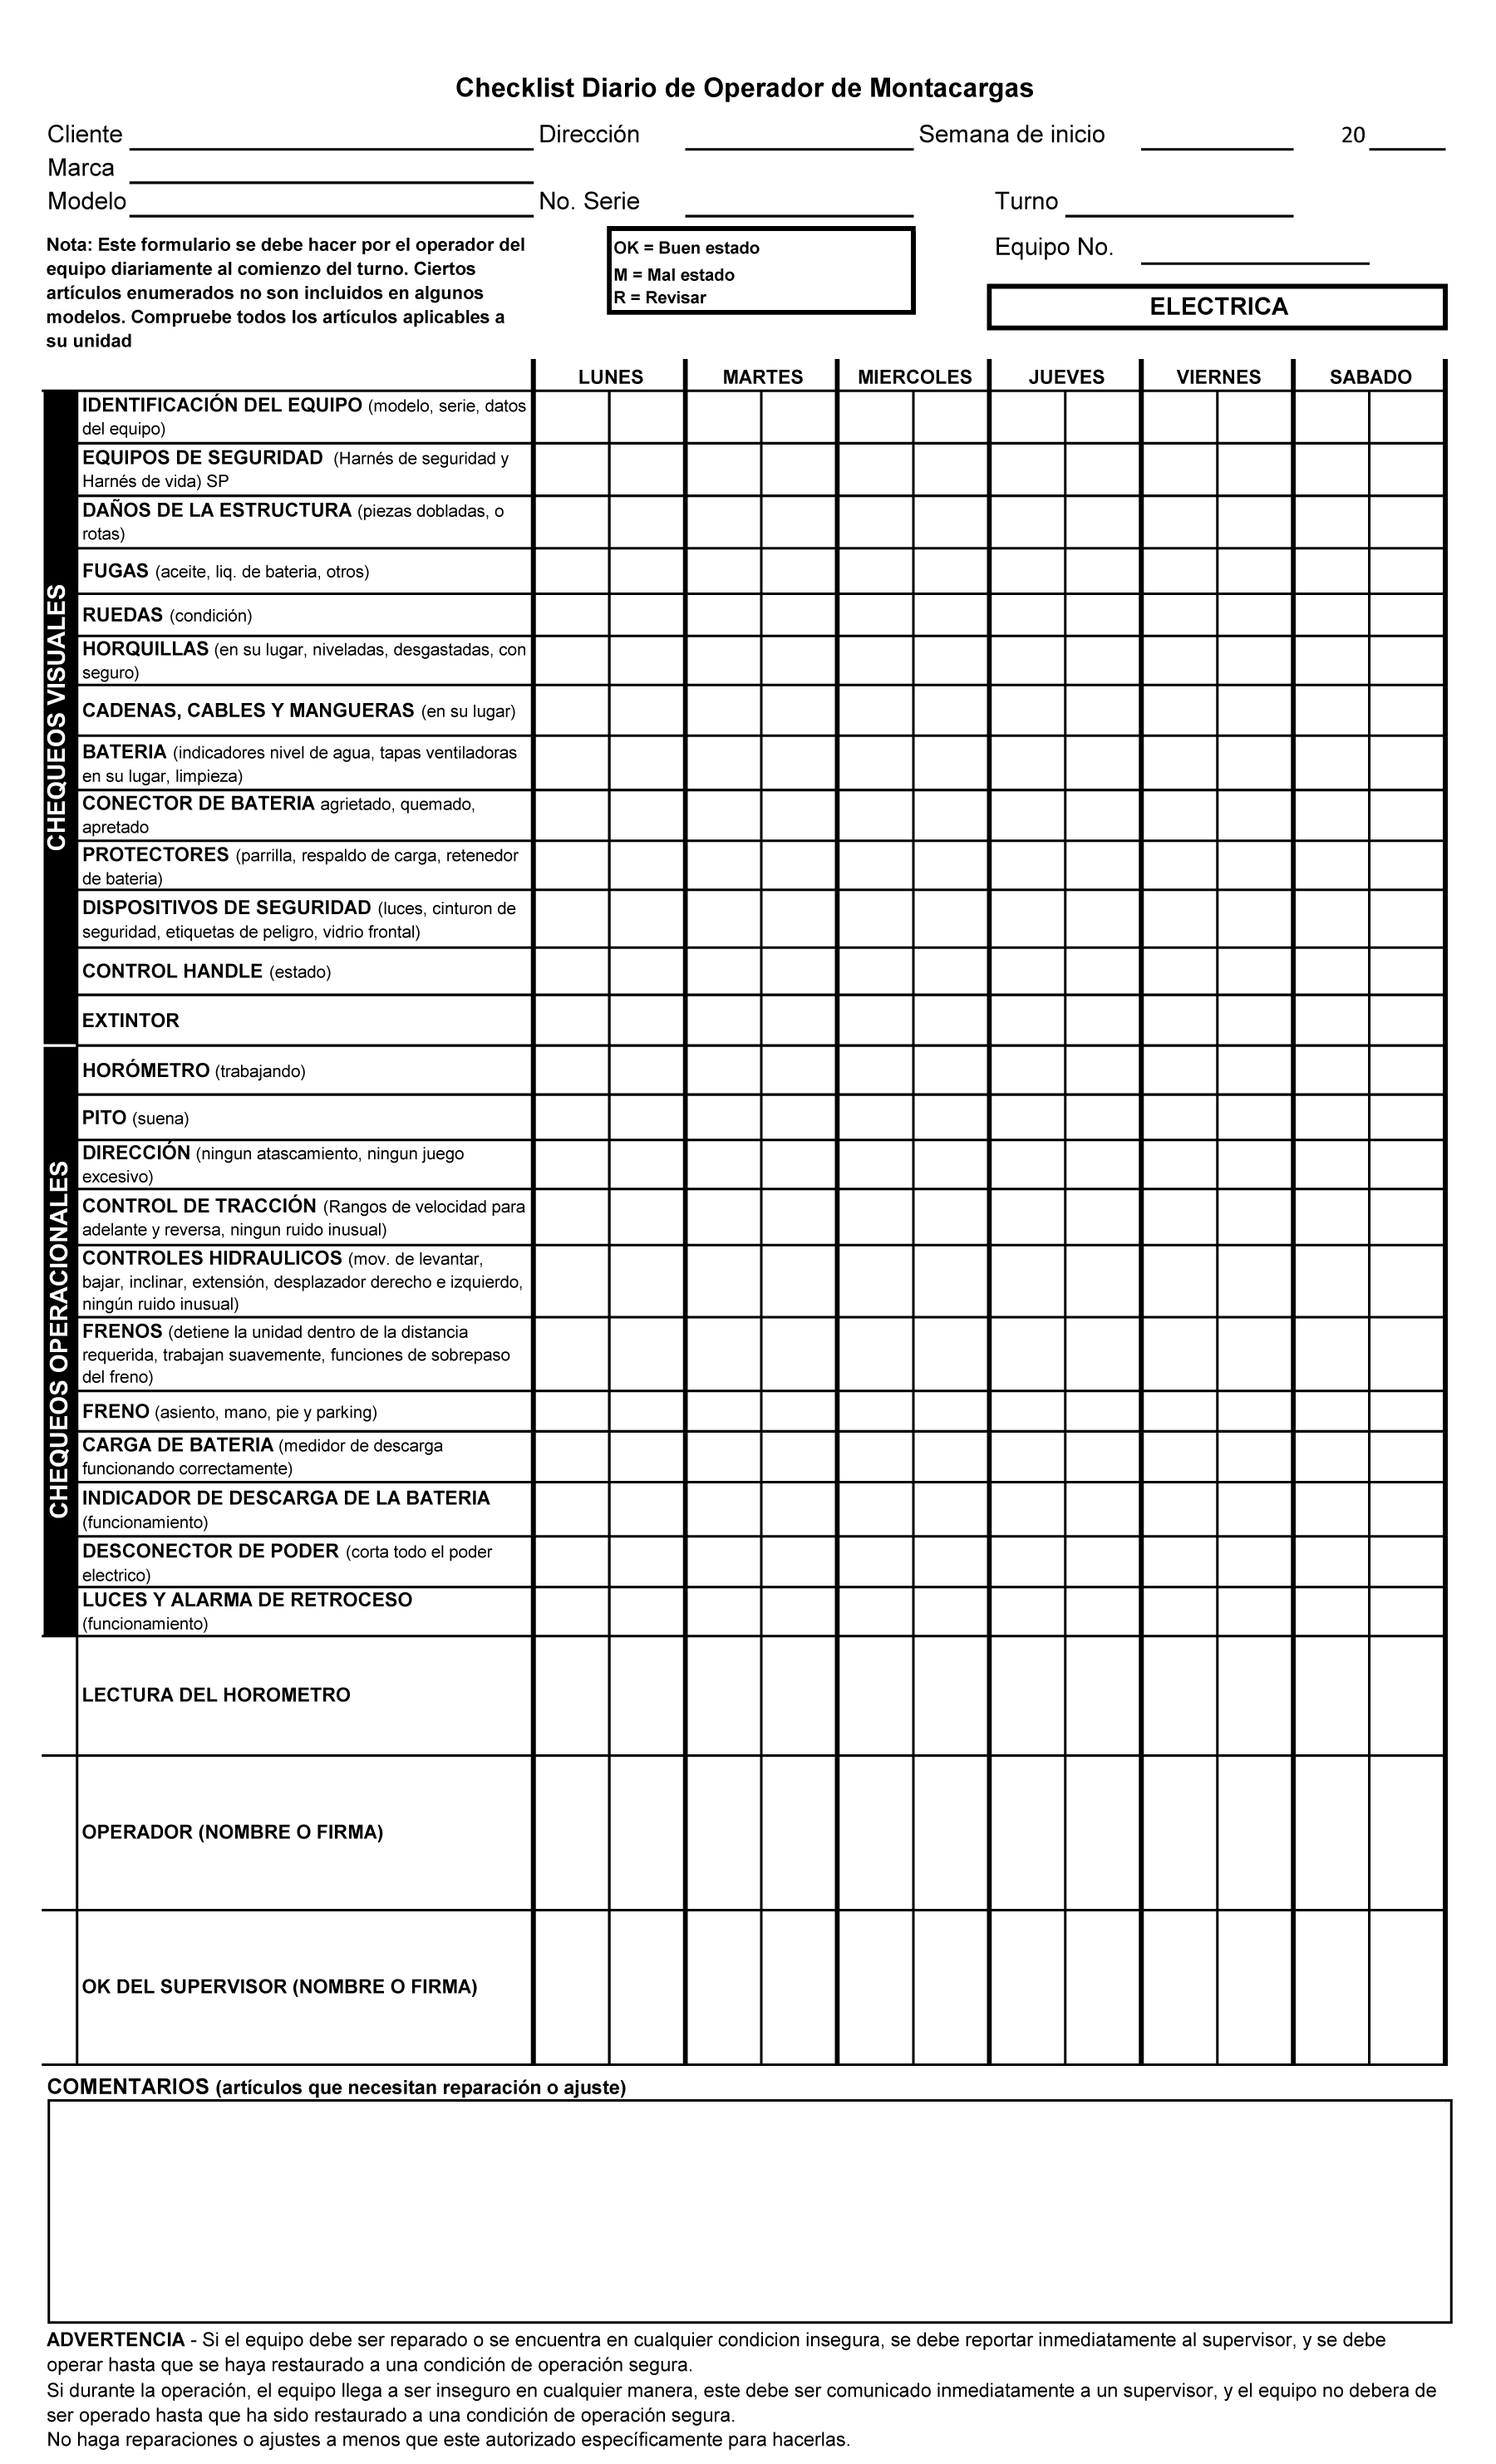 Checklist Diario de Operador de Montacargas
Cliente Dirección Semana de inicio 20
Marca
Modelo No. Serie Turno
Nota: Este formulario se debe hacer por el operador del
equipo diariamente al comienzo del turno. Ciertos
artículos enumerados no son incluidos en algunos
modelos. Compruebe todos los artículos aplicables a
su unidad
OK = Buen estado
M = Mal estado
R = Revisar
Equipo No.
ELECTRICA
LUNES MARTES MIERCOLES JUEVES VIERNES SABADO
CHEQUEOS VISUALES
IDENTIFICACIÓN DEL EQUIPO (modelo, serie, datos
del equipo)
EQUIPOS DE SEGURIDAD (Harnés de seguridad y
Harnés de vida) SP
DAÑOS DE LA ESTRUCTURA (piezas dobladas, o
rotas)
FUGAS (aceite, liq. de bateria, otros)
RUEDAS (condición)
HORQUILLAS (en su lugar, niveladas, desgastadas, con
seguro)
CADENAS, CABLES Y MANGUERAS (en su lugar)
BATERIA (indicadores nivel de agua, tapas ventiladoras
en su lugar, limpieza)
CONECTOR DE BATERIA agrietado, quemado,
apretado
PROTECTORES (parrilla, respaldo de carga, retenedor
de bateria)
DISPOSITIVOS DE SEGURIDAD (luces, cinturon de
seguridad, etiquetas de peligro, vidrio frontal)
CONTROL HANDLE (estado)
EXTINTOR
CHEQUEOS OPERACIONALES
HORÓMETRO (trabajando)
PITO (suena)
DIRECCIÓN (ningun atascamiento, ningun juego
excesivo)
CONTROL DE TRACCIÓN (Rangos de velocidad para
adelante y reversa, ningun ruido inusual)
CONTROLES HIDRAULICOS (mov. de levantar,
bajar, inclinar, extensión, desplazador derecho e izquierdo,
ningún ruido inusual)
FRENOS (detiene la unidad dentro de la distancia
requerida, trabajan suavemente, funciones de sobrepaso
del freno)
FRENO (asiento, mano, pie y parking)
CARGA DE BATERIA (medidor de descarga
funcionando correctamente)
INDICADOR DE DESCARGA DE LA BATERIA
(funcionamiento)
DESCONECTOR DE PODER (corta todo el poder
electrico)
LUCES Y ALARMA DE RETROCESO
(funcionamiento)
LECTURA DEL HOROMETRO
OPERADOR (NOMBRE O FIRMA)
OK DEL SUPERVISOR (NOMBRE O FIRMA)
COMENTARIOS (artículos que necesitan reparación o ajuste)
ADVERTENCIA - Si el equipo debe ser reparado o se encuentra en cualquier condicion insegura, se debe reportar inmediatamente al supervisor, y se debe
operar hasta que se haya restaurado a una condición de operación segura.
Si durante la operación, el equipo llega a ser inseguro en cualquier manera, este debe ser comunicado inmediatamente a un supervisor, y el equipo no debera de
ser operado hasta que ha sido restaurado a una condición de operación segura.
No haga reparaciones o ajustes a menos que este autorizado específicamente para hacerlas.